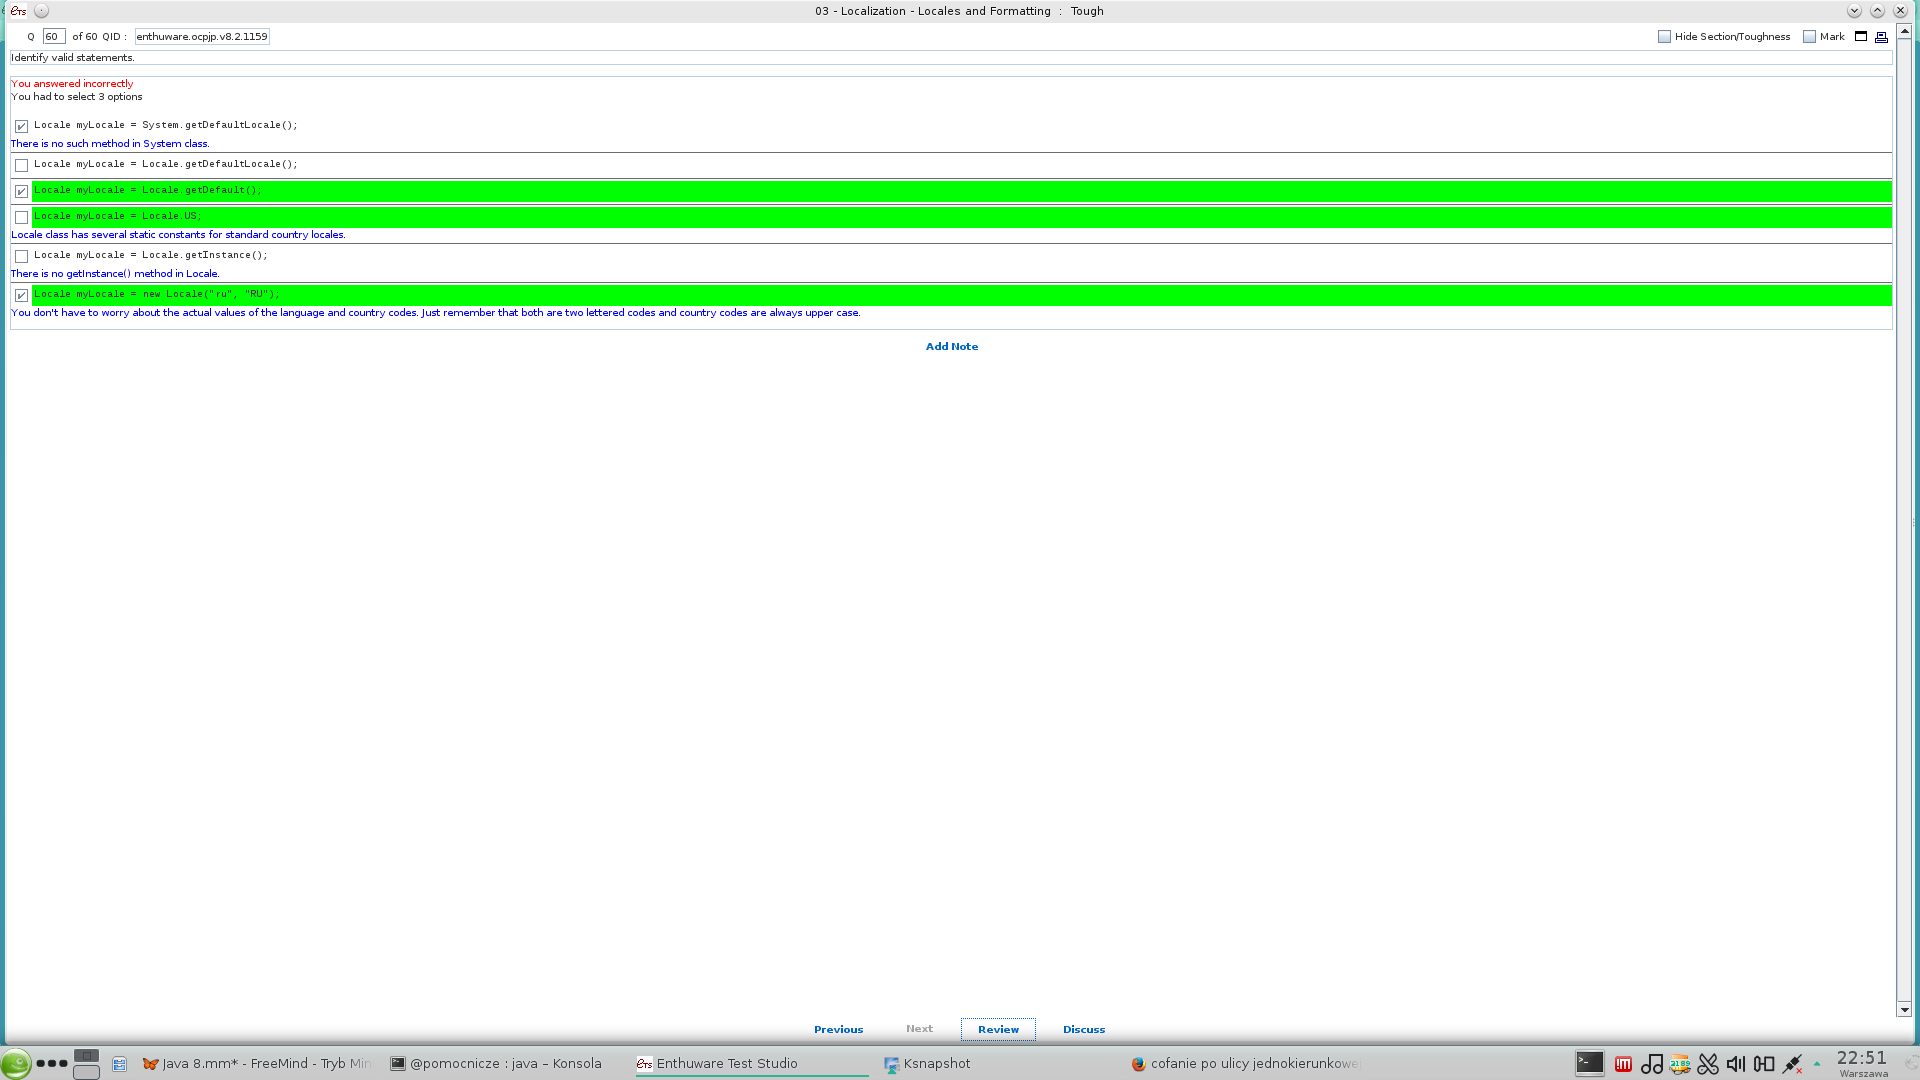 ETS
03 - Localization - Locales and Formatting : Tough
Q 60 of 60 QID : enthuware.ocpjp.v8.2.1159
Hide Section/Toughness Mark
Identify valid statements.
You answered incorrectly
You had to select 3 options
Locale myLocale = System.getDefaultLocale();
There is no such method in System class.
Locale myLocale = Locale.getDefaultLocale();
Locale myLocale = Locale.getDefault();
Locale myLocale = Locale.US;
Locale class has several static constants for standard country locales.
Locale myLocale = Locale.getInstance();
There is no getInstance() method in Locale.
Locale myLocale = new Locale("ru", "RU");
You don't have to worry about the actual values of the language and country codes. Just remember that both are two lettered codes and country codes are always upper case.
Add Note
Previous Next Review Discuss
Java 8.mm* - FreeMind - Tryb Min @pomocnicze : java – Konsola ETS Enthuware Test Studio Ksnapshot cofanie po ulicy jednokierunkowe 22:51
Warszawa